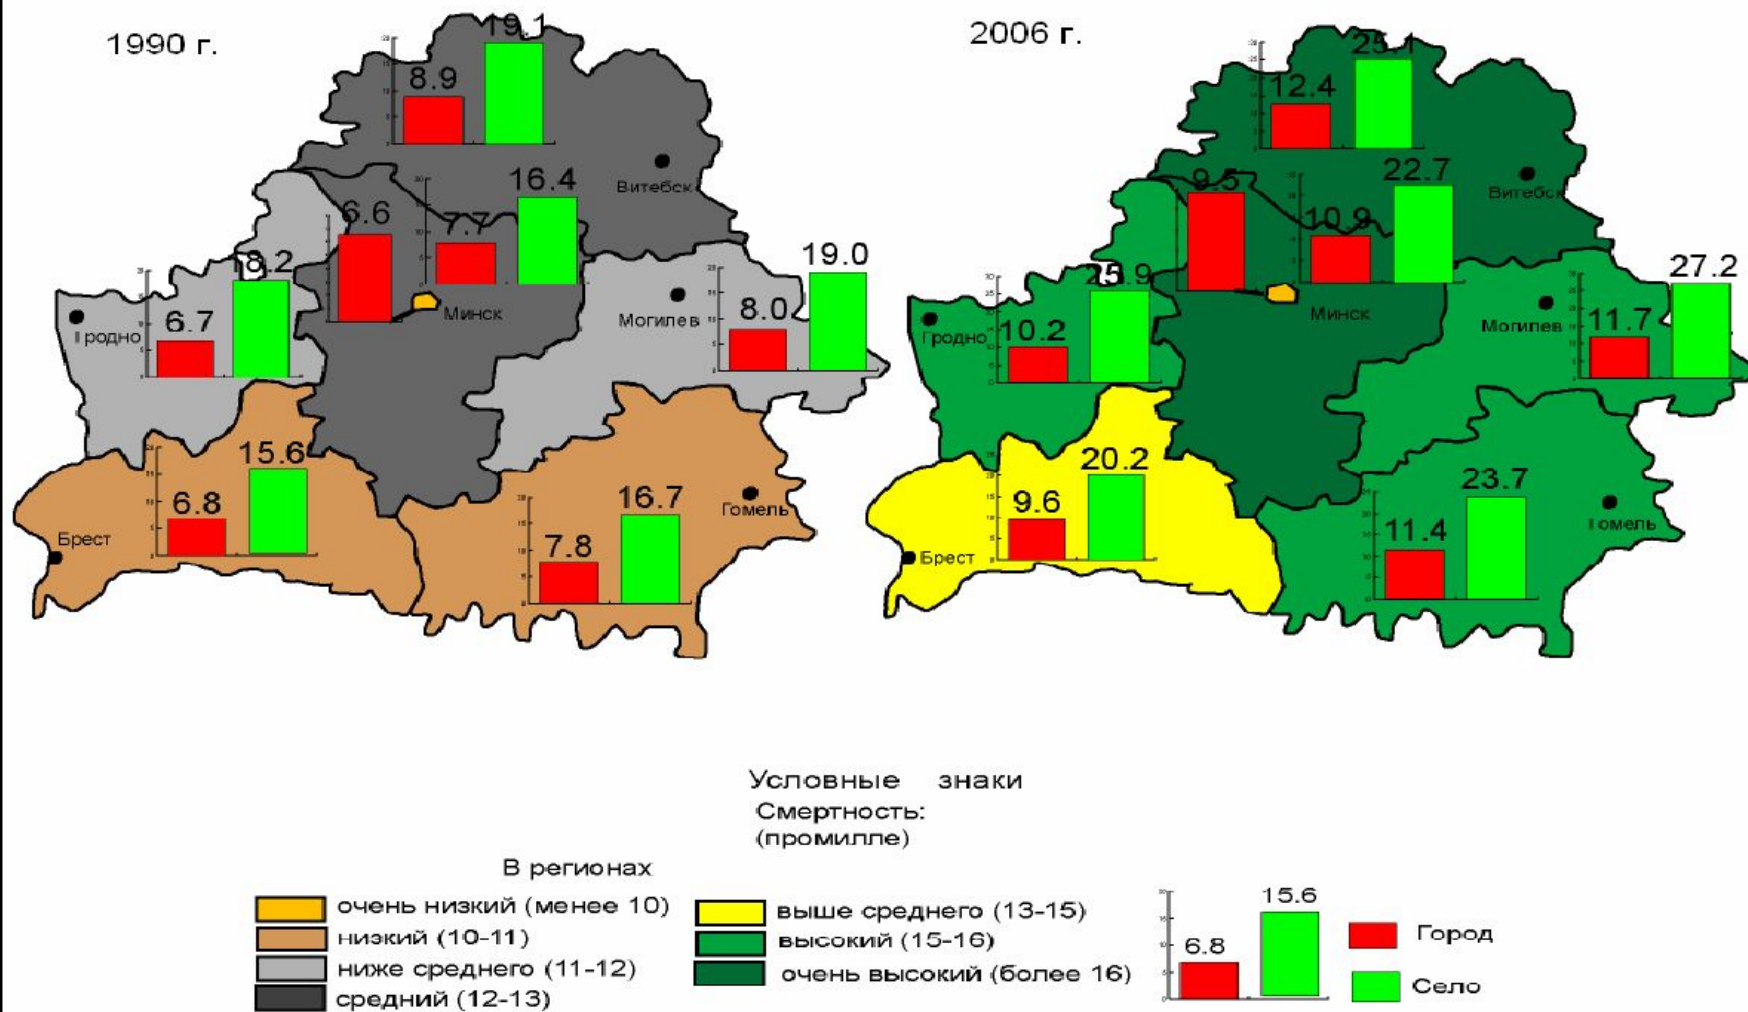 1990 г.
19.1
8.9
Витебск
16.4
6.6
7.7
18.2
19.0
6.7
8.0
Гродно
Минск
Могилев
15.6
6.8
16.7
7.8
Гомель
Брест
2006 г.
25.1
12.4
22.7
9.5
10.9
Витебск
25.9
27.2
10.2
11.7
Гродно
Минск
Могилев
20.2
9.6
23.7
11.4
Гомель
Брест
Условные знаки
Смертность:
(промилле)
В регионах
очень низкий (менее 10)
низкий (10-11)
ниже среднего (11-12)
средний (12-13)
выше среднего (13-15)
высокий (15-16)
очень высокий (более 16)
15.6
6.8
Город
Село